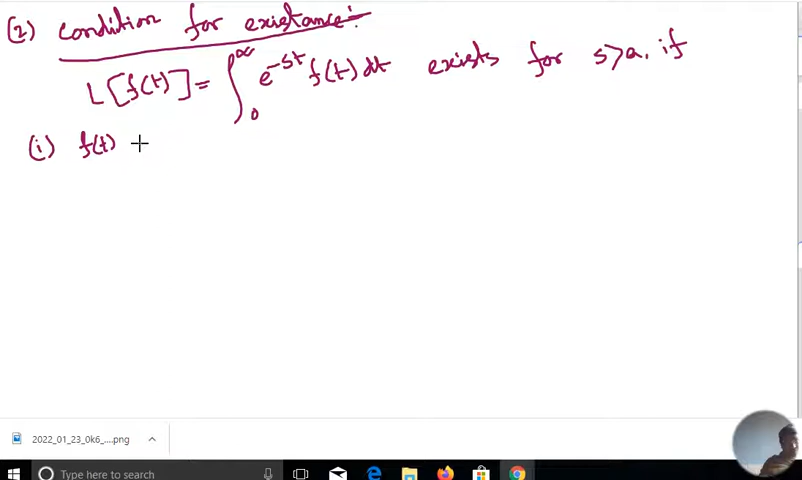 (2) condition for existance:
L[f(t)] = ∫₀^∞ e^{-st} f(t) dt exists for s>a, if
(i) f(t)
2022_01_23_0k6_....png
Type here to search